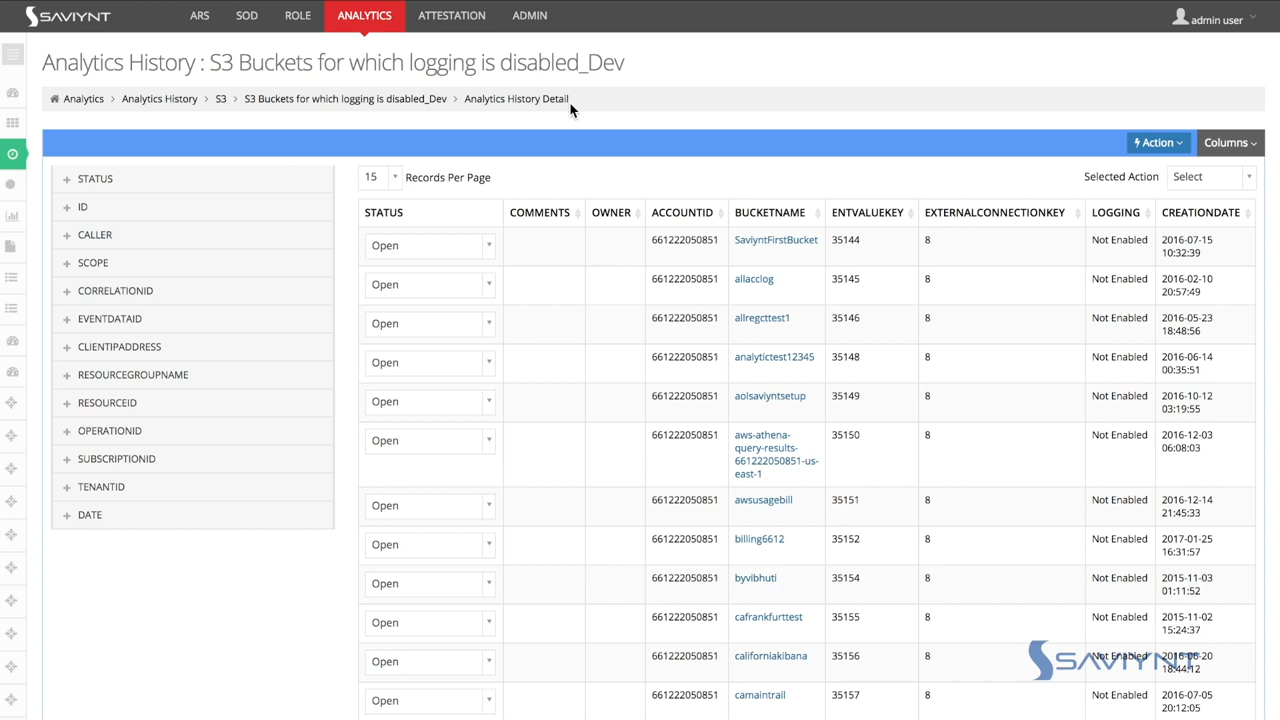 SAVIYNT
ARS SOD ROLE ANALYTICS ATTESTATION ADMIN
admin user
Analytics History : S3 Buckets for which logging is disabled_Dev
Analytics > Analytics History > S3 > S3 Buckets for which logging is disabled_Dev > Analytics History Detail
Action
Columns
STATUS
ID
CALLER
SCOPE
CORRELATIONID
EVENTDATAID
CLIENTIPADDRESS
RESOURCEGROUPNAME
RESOURCEID
OPERATIONID
SUBSCRIPTIONID
TENANTID
DATE
15 Records Per Page
Selected Action Select
STATUS COMMENTS OWNER ACCOUNTID BUCKETNAME ENTVALUEKEY EXTERNALCONNECTIONKEY LOGGING CREATIONDATE
Open 661222050851 SaviyntFirstBucket 35144 8 Not Enabled 2016-07-15
10:32:39
Open 661222050851 allacclog 35145 8 Not Enabled 2016-02-10
20:57:49
Open 661222050851 allregcttest1 35146 8 Not Enabled 2016-05-23
18:48:56
Open 661222050851 analytictest12345 35148 8 Not Enabled 2016-06-14
00:35:51
Open 661222050851 aolsaviyntsetup 35149 8 Not Enabled 2016-10-12
03:19:55
Open 661222050851 aws-athena- 35150 8 Not Enabled 2016-12-03
query-results- 06:08:03
661222050851-us-
east-1
Open 661222050851 awsusagebill 35151 8 Not Enabled 2016-12-14
21:45:33
Open 661222050851 billing6612 35152 8 Not Enabled 2017-01-25
16:31:57
Open 661222050851 byvibhuti 35154 8 Not Enabled 2015-11-03
01:11:52
Open 661222050851 cafrankfurttest 35155 8 Not Enabled 2015-11-02
15:24:37
Open 661222050851 californiakibana 35156 8 Not Enabled 2016-06-20
18:44:12
SAVIYNT
Open 661222050851 camaintrail 35157 8 Not Enabled 2016-07-05
20:12:05